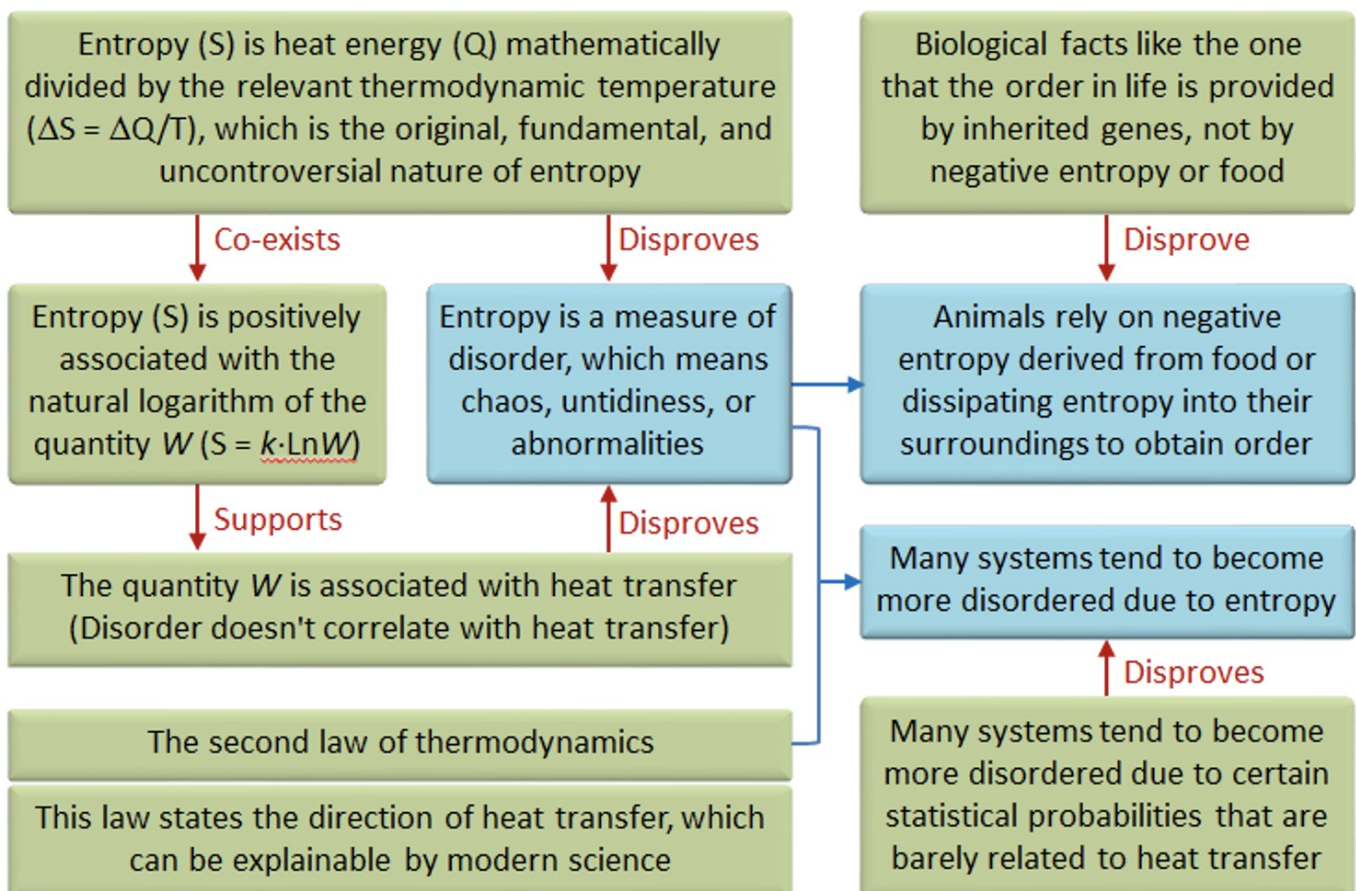 Entropy (S) is heat energy (Q) mathematically
divided by the relevant thermodynamic temperature
(ΔS = ΔQ/T), which is the original, fundamental, and
uncontroversial nature of entropy
Biological facts like the one
that the order in life is provided
by inherited genes, not by
negative entropy or food
Co-exists
Disproves
Disprove
Entropy (S) is positively
associated with the
natural logarithm of the
quantity W (S = k·LnW)
Entropy is a measure of
disorder, which means
chaos, untidiness, or
abnormalities
Animals rely on negative
entropy derived from food or
dissipating entropy into their
surroundings to obtain order
Supports
Disproves
The quantity W is associated with heat transfer
(Disorder doesn't correlate with heat transfer)
Many systems tend to become
more disordered due to entropy
Disproves
The second law of thermodynamics
This law states the direction of heat transfer, which
can be explainable by modern science
Many systems tend to become
more disordered due to certain
statistical probabilities that are
barely related to heat transfer